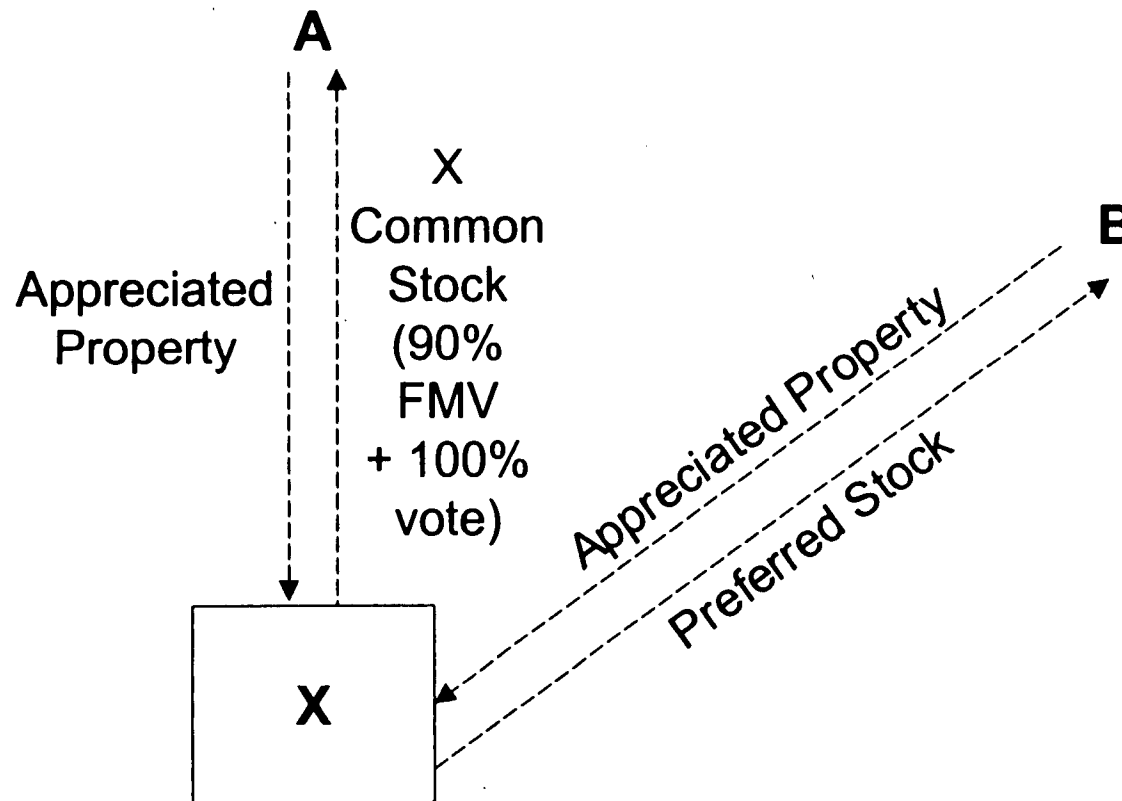 A
X
Common
Stock
(90%
FMV
+ 100%
vote)
Appreciated
Property
B
Appreciated Property
Preferred Stock
X